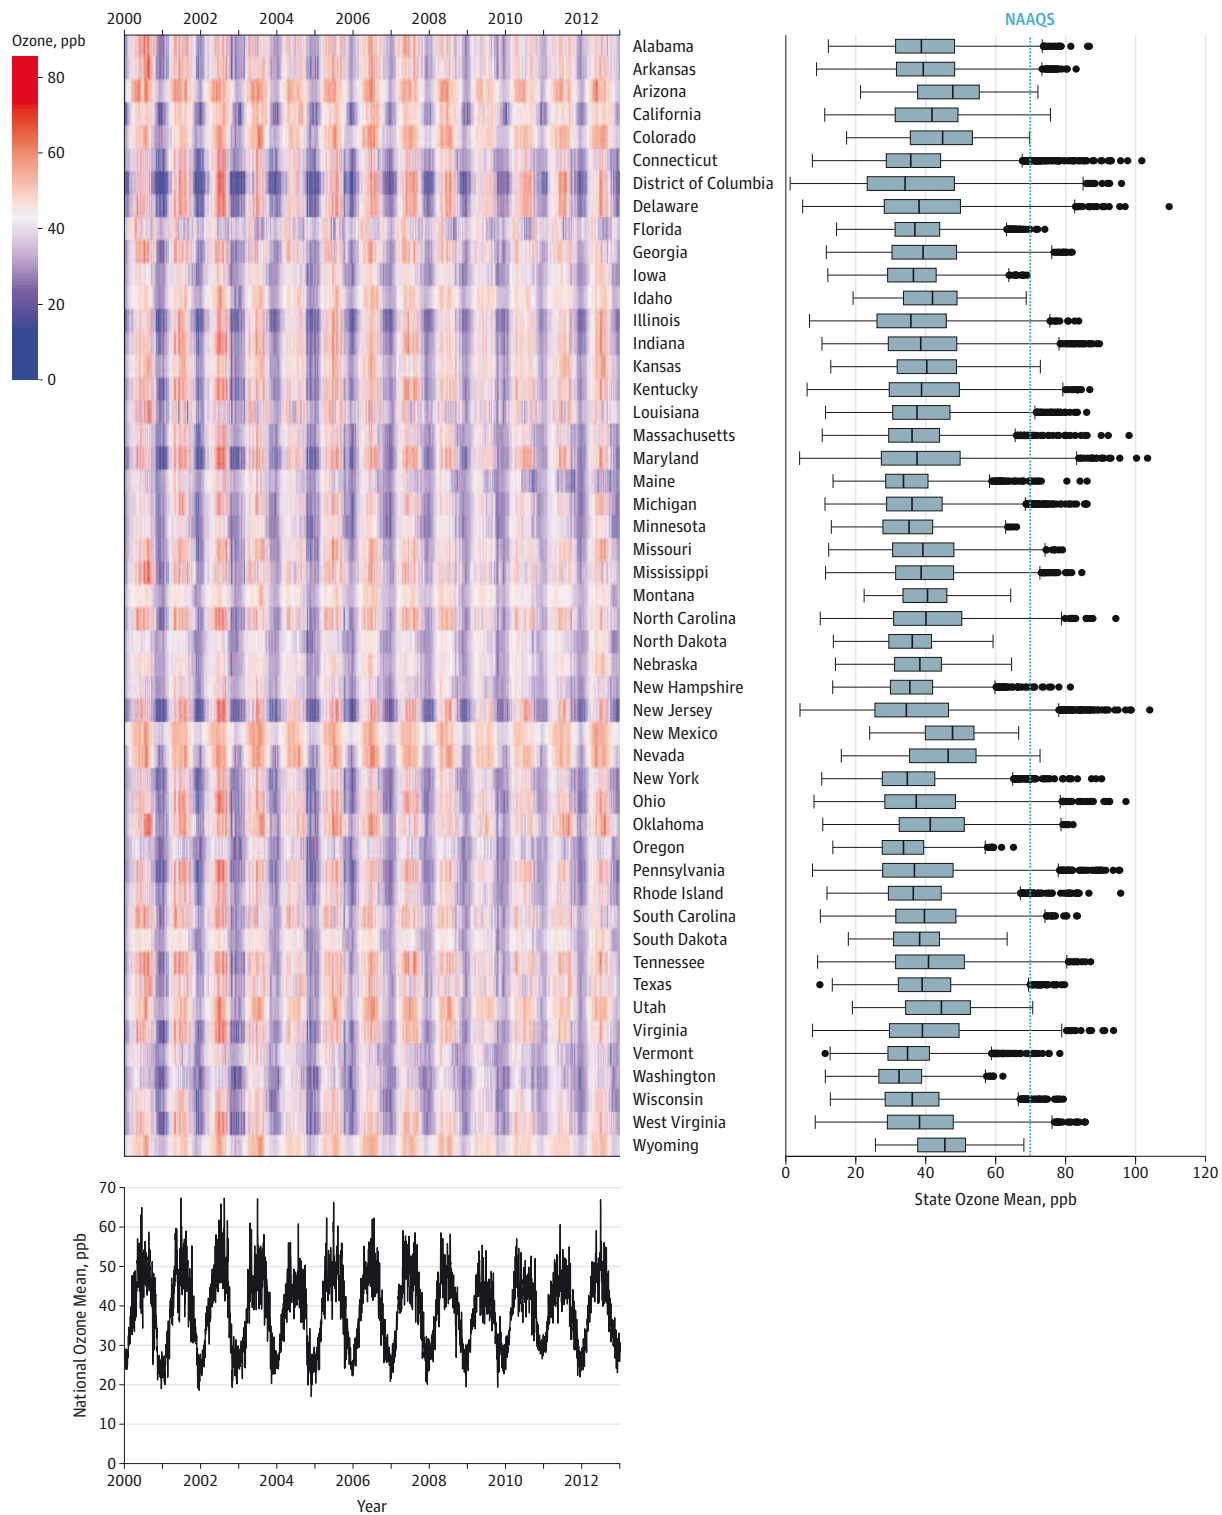 2000 2002 2004 2006 2008 2010 2012
NAAQS
Ozone, ppb
80
60
40
20
0
Alabama
Arkansas
Arizona
California
Colorado
Connecticut
District of Columbia
Delaware
Florida
Georgia
Iowa
Idaho
Illinois
Indiana
Kansas
Kentucky
Louisiana
Massachusetts
Maryland
Maine
Michigan
Minnesota
Missouri
Mississippi
Montana
North Carolina
North Dakota
Nebraska
New Hampshire
New Jersey
New Mexico
Nevada
New York
Ohio
Oklahoma
Oregon
Pennsylvania
Rhode Island
South Carolina
South Dakota
Tennessee
Texas
Utah
Virginia
Vermont
Washington
Wisconsin
West Virginia
Wyoming
0 20 40 60 80 100 120
State Ozone Mean, ppb
70
60
50
40
30
20
10
0
National Ozone Mean, ppb
2000 2002 2004 2006 2008 2010 2012
Year